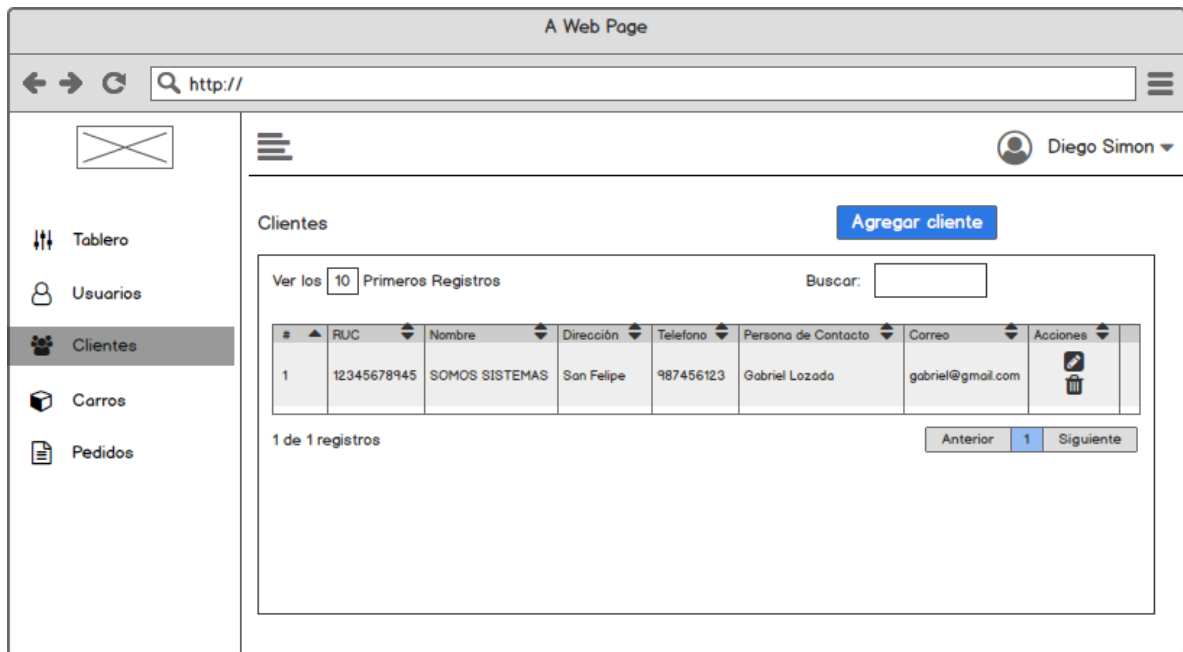 A Web Page
http://
Diego Simon
Tablero
Usuarios
Clientes
Carros
Pedidos
Clientes
Agregar cliente
Ver los 10 Primeros Registros
Buscar:
# RUC Nombre Dirección Telefono Persona de Contacto Correo Acciones
1 12345678945 SOMOS SISTEMAS San Felipe 987456123 Gabriel Lozada gabriel@gmail.com
1 de 1 registros
Anterior 1 Siguiente